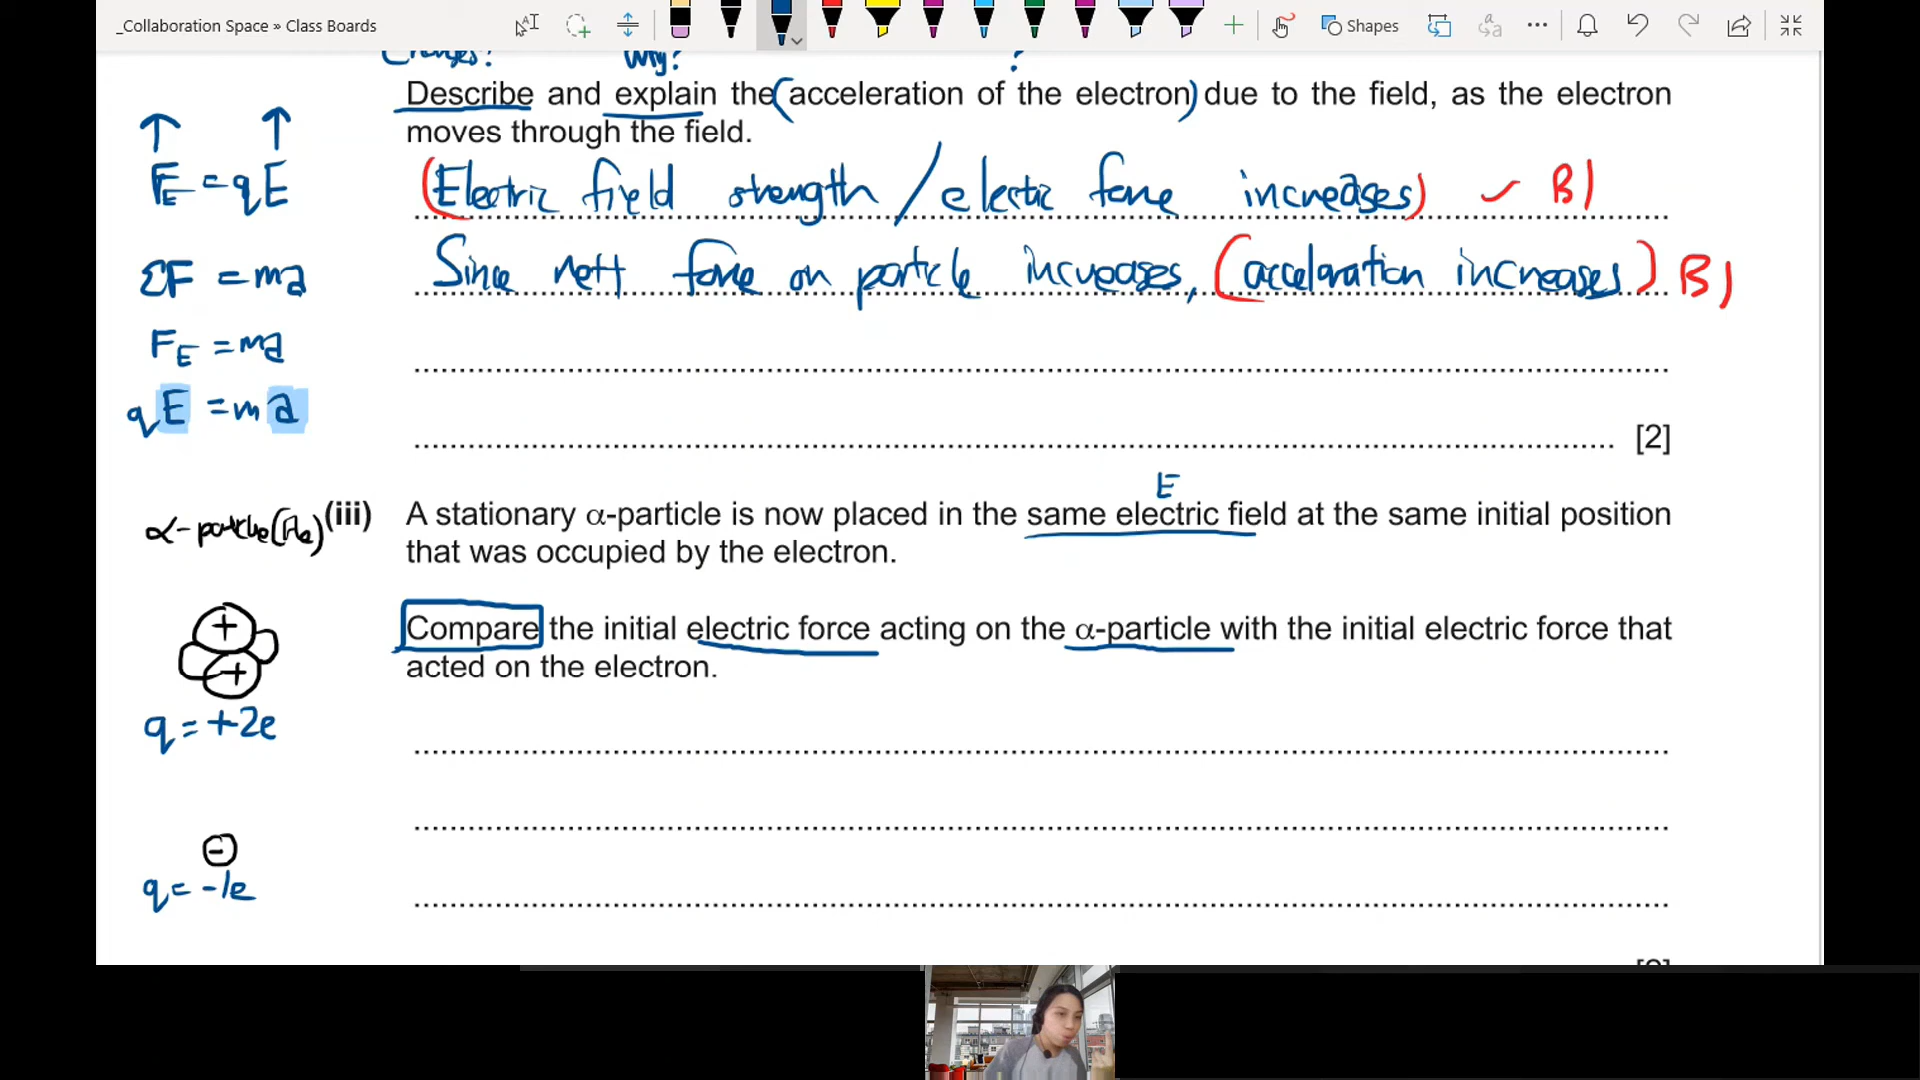 _Collaboration Space » Class Boards
Shapes
Changes? Why? ?
Describe and explain the (acceleration of the electron) due to the field, as the electron
moves through the field.
F_E = qE
(Electric field strength / electric force increases) ✓ B1
ΣF = ma
Since nett force on particle increases, (acceleration increases) B1
F_E = ma
qE = ma
[2]
E
α-particle (He) (iii) A stationary α-particle is now placed in the same electric field at the same initial position
that was occupied by the electron.
Compare the initial electric force acting on the α-particle with the initial electric force that
acted on the electron.
+
+
q = +2e
-
q = -1e